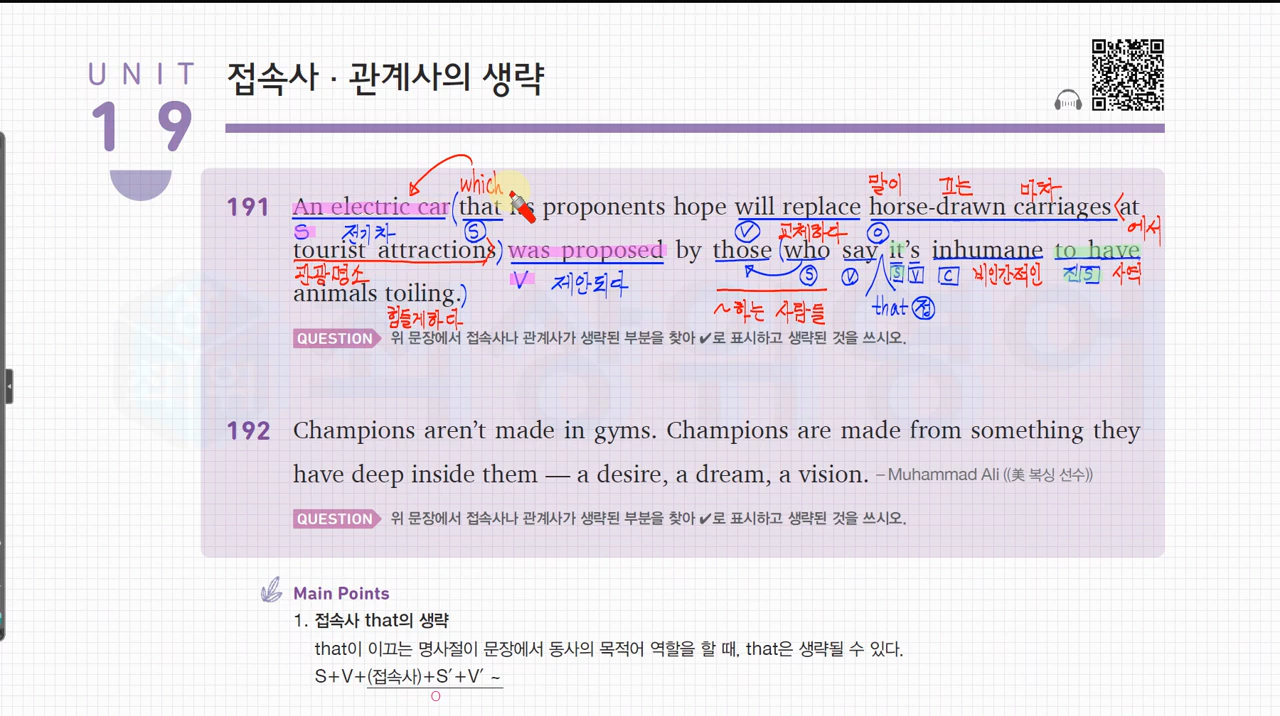 UNIT
19
접속사 · 관계사의 생략
which
말이 끄는 마차
191 An electric car (that its proponents hope will replace horse-drawn carriages <at
S 전기차 S V 교체하다 O 에서
tourist attractions>) was proposed by those (who say it's inhumane to have
관광명소 V 제안되다 S V S V C 비인간적인 진S 사역
animals toiling.)
힘들게하다 ~하는 사람들 that 접
QUESTION 위 문장에서 접속사나 관계사가 생략된 부분을 찾아 ✔로 표시하고 생략된 것을 쓰시오.
192 Champions aren't made in gyms. Champions are made from something they
have deep inside them — a desire, a dream, a vision. – Muhammad Ali ((美 복싱 선수))
QUESTION 위 문장에서 접속사나 관계사가 생략된 부분을 찾아 ✔로 표시하고 생략된 것을 쓰시오.
Main Points
1. 접속사 that의 생략
that이 이끄는 명사절이 문장에서 동사의 목적어 역할을 할 때, that은 생략될 수 있다.
S+V+(접속사)+S′+V′ ~
O